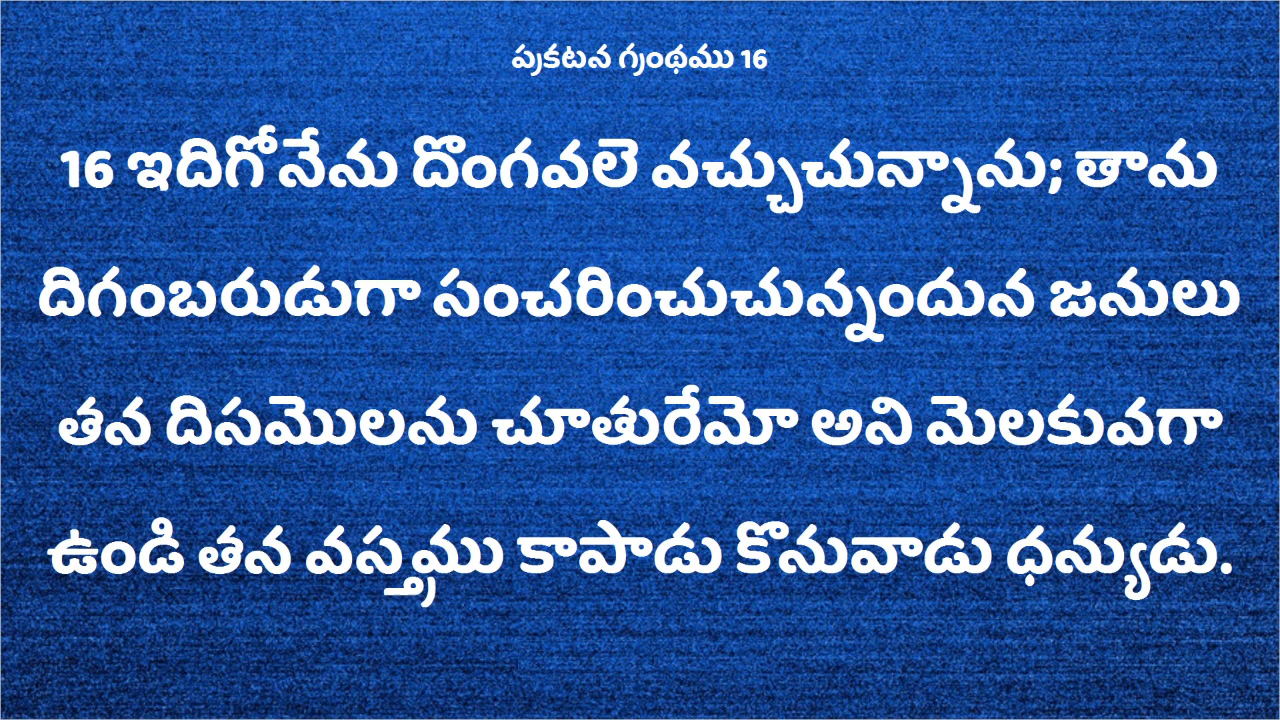 ప్రకటన గ్రంథము 16
16 ఇదిగోనేను దొంగవలె వచ్చుచున్నాను; తాను
దిగంబరుడుగా సంచరించుచున్నందున జనులు
తన దిసమొలను చూతురేమో అని మెలకువగా
ఉండి తన వస్త్రము కాపాడు కొనువాడు ధన్యుడు.